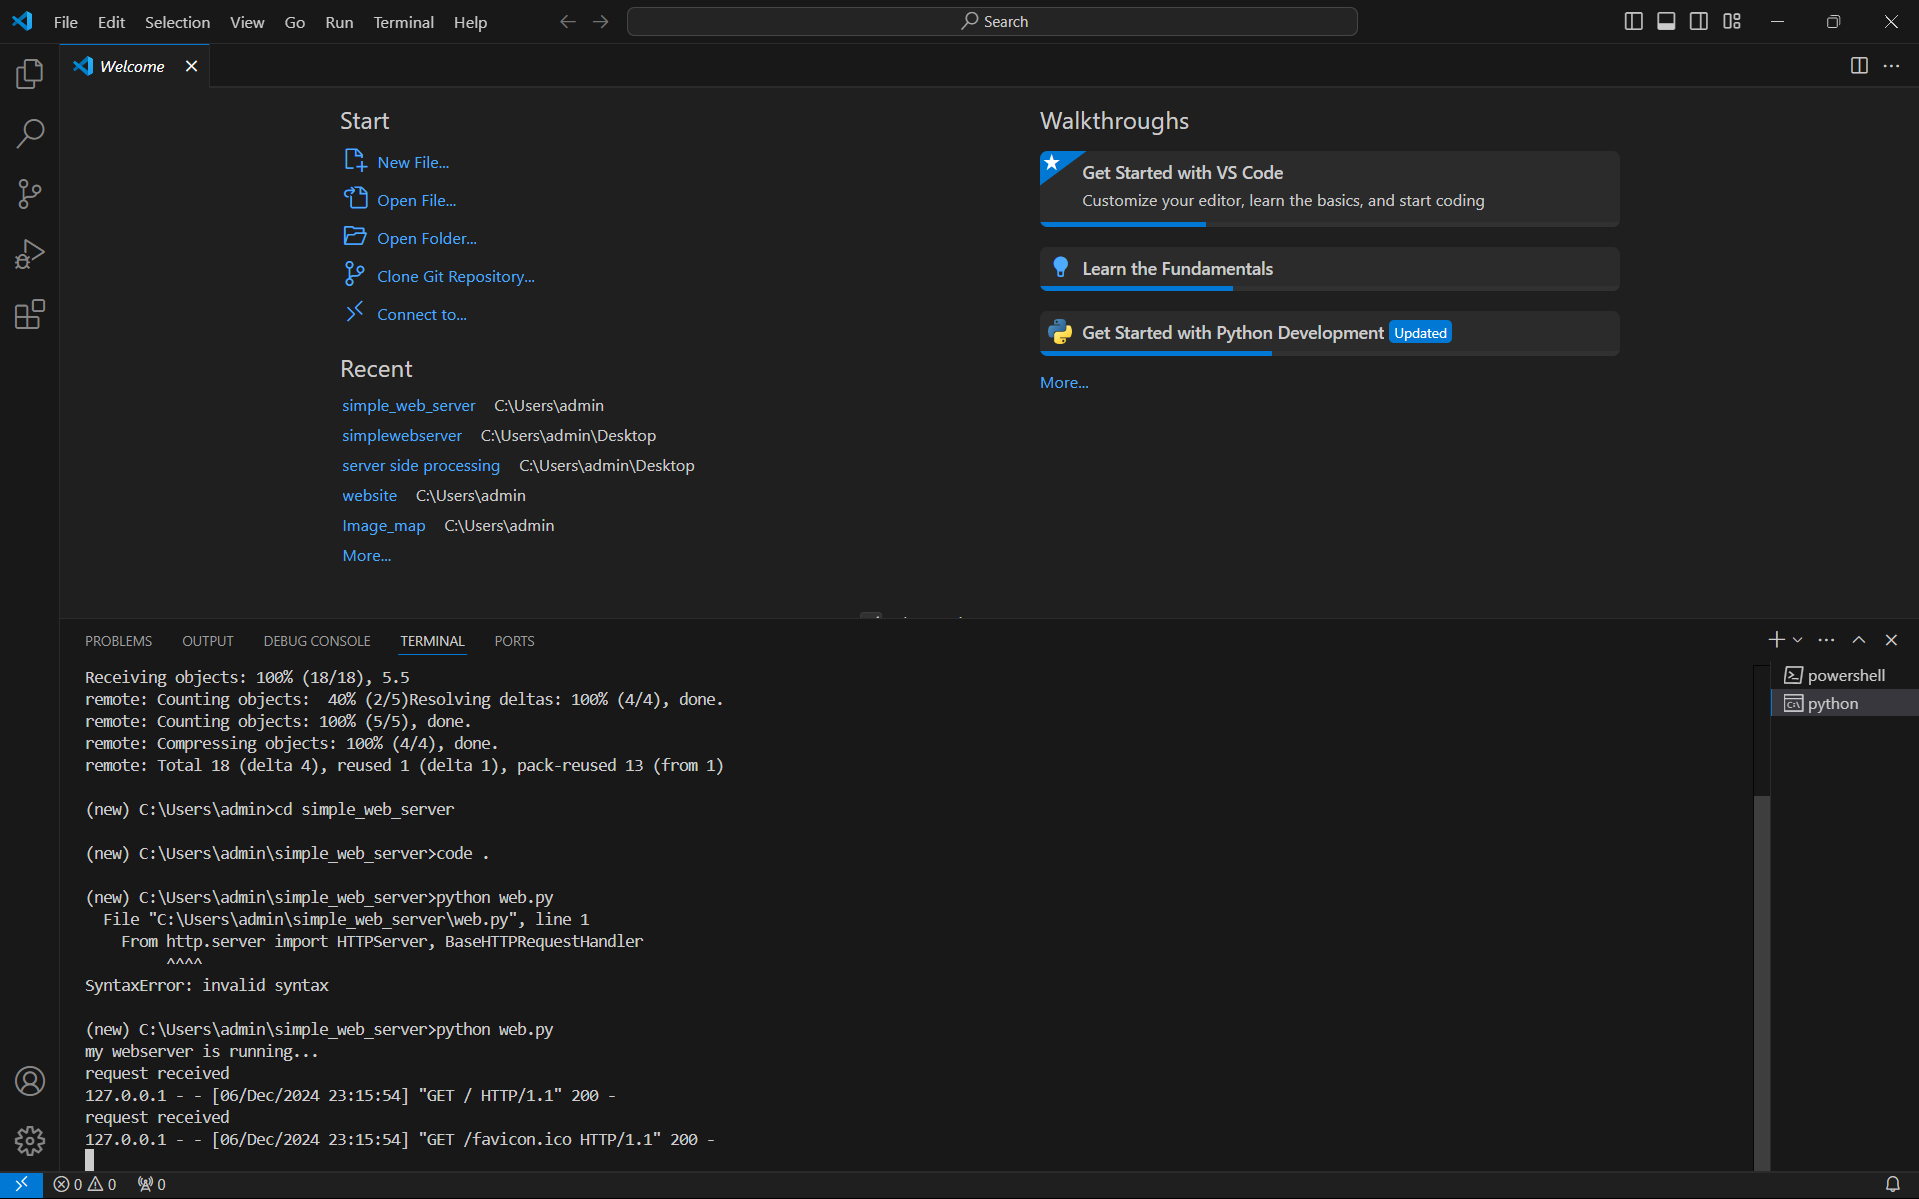 File Edit Selection View Go Run Terminal Help Search
Welcome
Start
New File...
Open File...
Open Folder...
Clone Git Repository...
Connect to...
Recent
simple_web_server C:\Users\admin
simplewebserver C:\Users\admin\Desktop
server side processing C:\Users\admin\Desktop
website C:\Users\admin
Image_map C:\Users\admin
More...
Walkthroughs
Get Started with VS Code
Customize your editor, learn the basics, and start coding
Learn the Fundamentals
Get Started with Python Development Updated
More...
PROBLEMS OUTPUT DEBUG CONSOLE TERMINAL PORTS
Receiving objects: 100% (18/18), 5.5
remote: Counting objects:  40% (2/5)Resolving deltas: 100% (4/4), done.
remote: Counting objects: 100% (5/5), done.
remote: Compressing objects: 100% (4/4), done.
remote: Total 18 (delta 4), reused 1 (delta 1), pack-reused 13 (from 1)
(new) C:\Users\admin>cd simple_web_server
(new) C:\Users\admin\simple_web_server>code .
(new) C:\Users\admin\simple_web_server>python web.py
File "C:\Users\admin\simple_web_server\web.py", line 1
From http.server import HTTPServer, BaseHTTPRequestHandler
^^^^
SyntaxError: invalid syntax
(new) C:\Users\admin\simple_web_server>python web.py
my webserver is running...
request received
127.0.0.1 - - [06/Dec/2024 23:15:54] "GET / HTTP/1.1" 200 -
request received
127.0.0.1 - - [06/Dec/2024 23:15:54] "GET /favicon.ico HTTP/1.1" 200 -
powershell
python
0 0 0